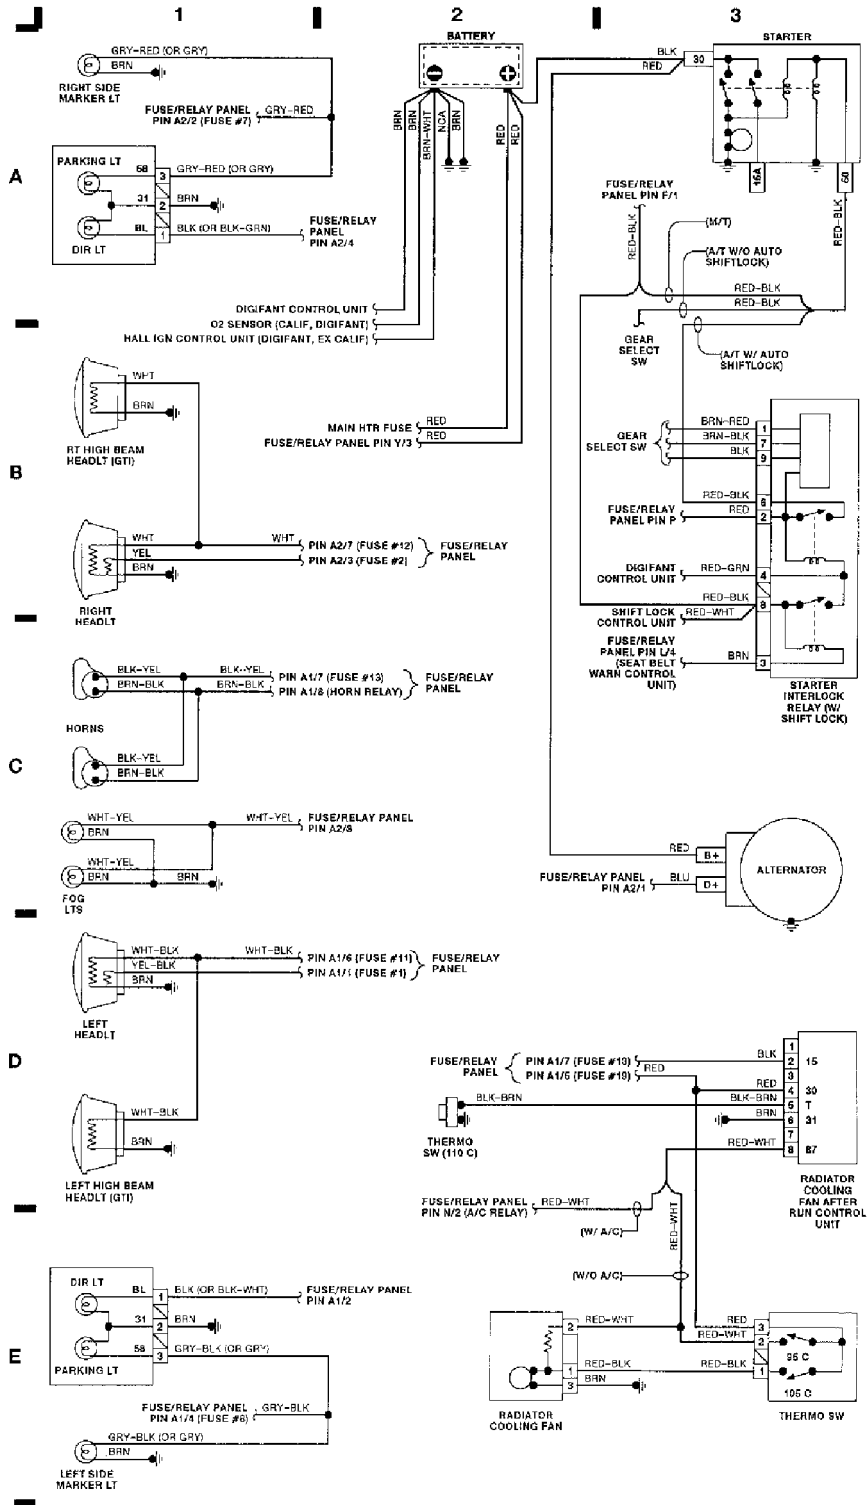 1
2
3
BATTERY
STARTER
GRY-RED (OR GRY)
BRN
RIGHT SIDE
MARKER LT
FUSE/RELAY PANEL
PIN A2/2 (FUSE #7)
GRY-RED
BLK
RED
30
A
PARKING LT
58
3
GRY-RED (OR GRY)
31
2
BRN
BL
1
BLK (OR BLK-GRN)
DIR LT
FUSE/RELAY
PANEL
PIN A2/4
BRN
BRN
BRN-WHT
NCA
BRN
RED
RED
15A
50
FUSE/RELAY
PANEL PIN F/1
RED-BLK
RED-BLK
(M/T)
(A/T W/O AUTO
SHIFTLOCK)
RED-BLK
RED-BLK
GEAR
SELECT
SW
(A/T W/ AUTO
SHIFTLOCK)
DIGIFANT CONTROL UNIT
O2 SENSOR (CALIF, DIGIFANT)
HALL IGN CONTROL UNIT (DIGIFANT, EX CALIF)
B
WHT
BRN
RT HIGH BEAM
HEADLT (GTI)
MAIN HTR FUSE
RED
FUSE/RELAY PANEL PIN Y/3
RED
GEAR
SELECT SW
BRN-RED
1
BRN-BLK
7
BLK
9
RED-BLK
6
FUSE/RELAY
PANEL PIN P
RED
2
WHT
WHT
YEL
BRN
PIN A2/7 (FUSE #12)
PIN A2/3 (FUSE #2)
FUSE/RELAY
PANEL
RIGHT
HEADLT
DIGIFANT
CONTROL UNIT
RED-GRN
4
RED-BLK
8
SHIFT LOCK
CONTROL UNIT
RED-WHT
FUSE/RELAY
PANEL PIN L/4
(SEAT BELT
WARN CONTROL
UNIT)
BRN
3
STARTER
INTERLOCK
RELAY (W/
SHIFT LOCK)
C
BLK-YEL
BLK-YEL
BRN-BLK
BRN-BLK
PIN A1/7 (FUSE #13)
PIN A1/8 (HORN RELAY)
FUSE/RELAY
PANEL
HORNS
BLK-YEL
BRN-BLK
WHT-YEL
WHT-YEL
BRN
FUSE/RELAY PANEL
PIN A2/8
WHT-YEL
BRN
BRN
FOG
LTS
RED
B+
FUSE/RELAY PANEL
PIN A2/1
BLU
D+
ALTERNATOR
D
WHT-BLK
WHT-BLK
YEL-BLK
BRN
PIN A1/6 (FUSE #11)
PIN A1/1 (FUSE #1)
FUSE/RELAY
PANEL
LEFT
HEADLT
WHT-BLK
BRN
LEFT HIGH BEAM
HEADLT (GTI)
FUSE/RELAY
PANEL
PIN A1/7 (FUSE #13)
PIN A1/5 (FUSE #19)
RED
1
BLK
2
15
3
RED
4
30
BLK-BRN
BLK-BRN
5
T
BRN
6
31
7
RED-WHT
8
87
THERMO
SW (110 C)
RADIATOR
COOLING
FAN AFTER
RUN CONTROL
UNIT
FUSE/RELAY PANEL
PIN N/2 (A/C RELAY)
RED-WHT
RED-WHT
(W/ A/C)
(W/O A/C)
E
DIR LT
BL
1
BLK (OR BLK-WHT)
31
2
BRN
58
3
GRY-BLK (OR GRY)
PARKING LT
FUSE/RELAY PANEL
PIN A1/2
FUSE/RELAY PANEL
PIN A1/4 (FUSE #6)
GRY-BLK
GRY-BLK (OR GRY)
BRN
LEFT SIDE
MARKER LT
2
RED-WHT
1
RED-BLK
3
BRN
RADIATOR
COOLING FAN
RED
3
RED-WHT
2
RED-BLK
1
95 C
105 C
THERMO SW